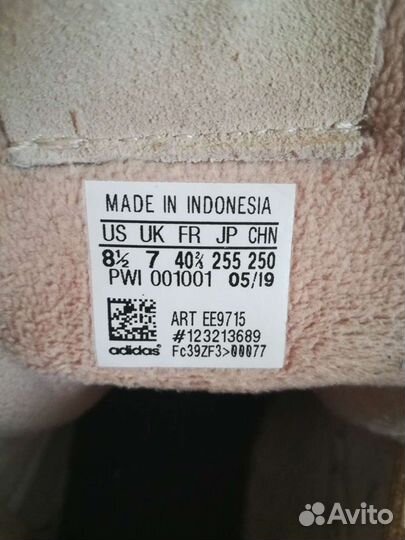 MADE IN INDONESIA
US UK FR JP CHN
8½ 7 40⅔ 255 250
PWI 001001 05/19
ART EE9715
#123213689
adidas Fc39ZF3>00077
Avito